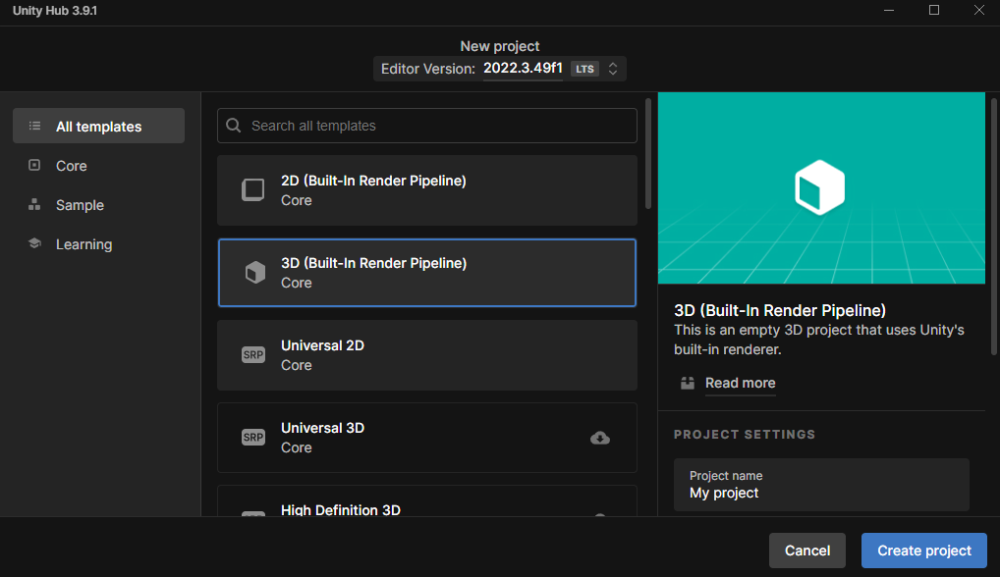 Unity Hub 3.9.1
New project
Editor Version: 2022.3.49f1 LTS
All templates
Core
Sample
Learning
Search all templates
2D (Built-In Render Pipeline)
Core
3D (Built-In Render Pipeline)
Core
SRP
Universal 2D
Core
SRP
Universal 3D
Core
High Definition 3D
3D (Built-In Render Pipeline)
This is an empty 3D project that uses Unity's
built-in renderer.
Read more
PROJECT SETTINGS
Project name
My project
Cancel
Create project